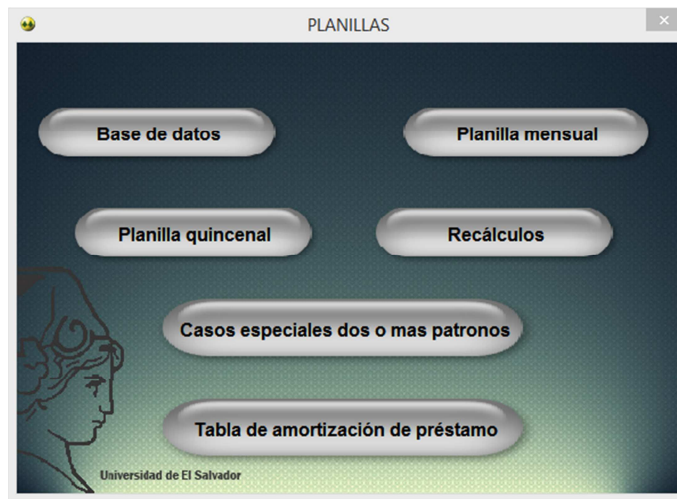 PLANILLAS
Base de datos
Planilla mensual
Planilla quincenal
Recálculos
Casos especiales dos o mas patronos
Tabla de amortización de préstamo
Universidad de El Salvador